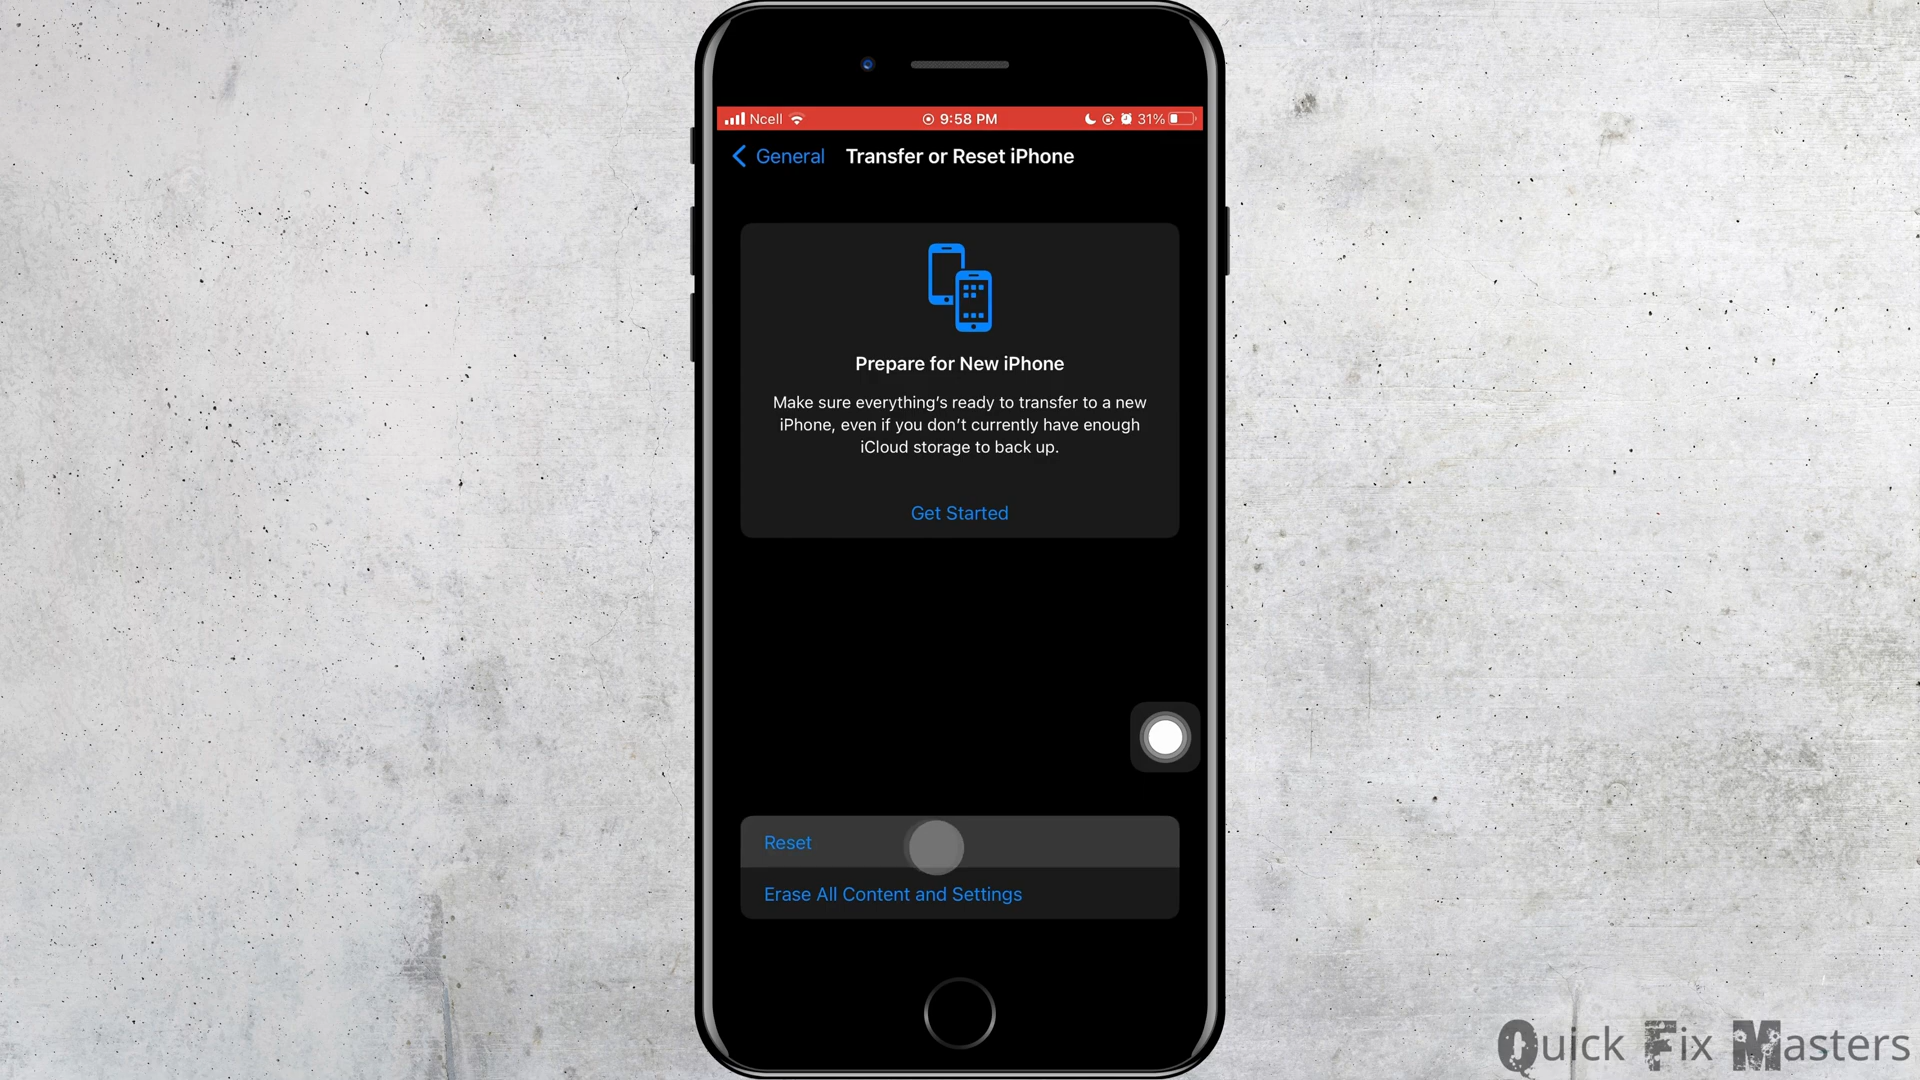 Ncell 9:58 PM 31%
General Transfer or Reset iPhone
Prepare for New iPhone
Make sure everything's ready to transfer to a new
iPhone, even if you don't currently have enough
iCloud storage to back up.
Get Started
Reset
Erase All Content and Settings
Quick Fix Masters